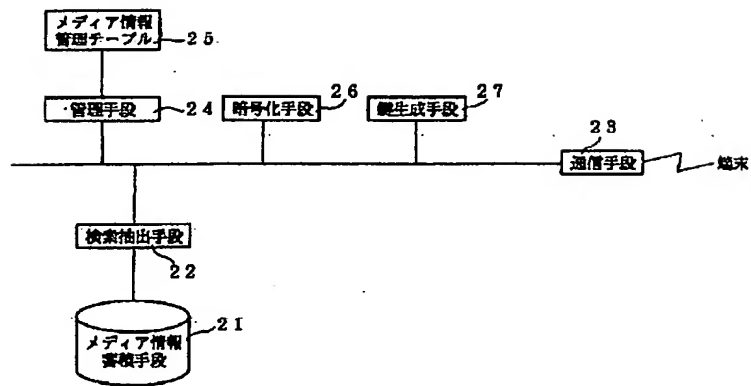 メディア情報
管理テーブル
25
管理手段
24
暗号化手段
26
鍵生成手段
27
通信手段
23
端末
検索抽出手段
22
メディア情報
蓄積手段
21